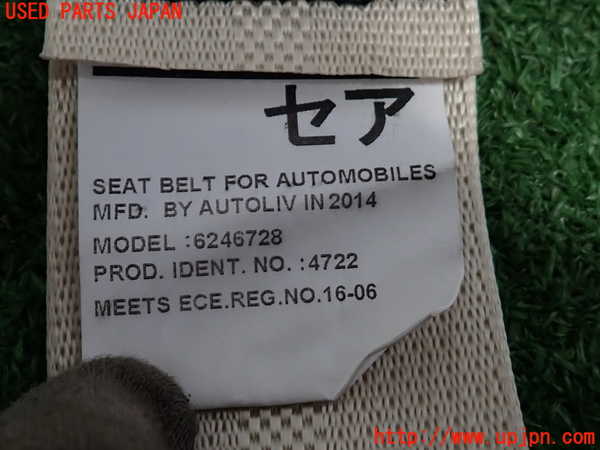 USED PARTS JAPAN
セア
SEAT BELT FOR AUTOMOBILES
MFD. BY AUTOLIV IN 2014
MODEL :6246728
PROD. IDENT. NO. :4722
MEETS ECE.REG.NO.16-06
http://www.upjpn.com/